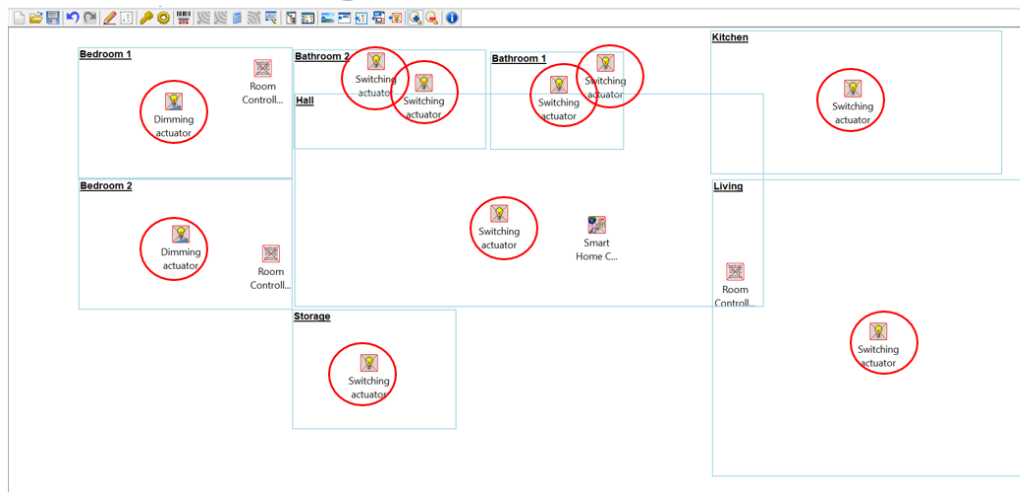 Bedroom 1
Room
Controll...
Dimming
actuator
Bathroom 2
Switching
actuator
Switching
actuator
Bathroom 1
Switching
actuator
Switching
actuator
Kitchen
Switching
actuator
Hall
Switching
actuator
Smart
Home C...
Bedroom 2
Dimming
actuator
Room
Controll...
Living
Room
Controll...
Switching
actuator
Storage
Switching
actuator